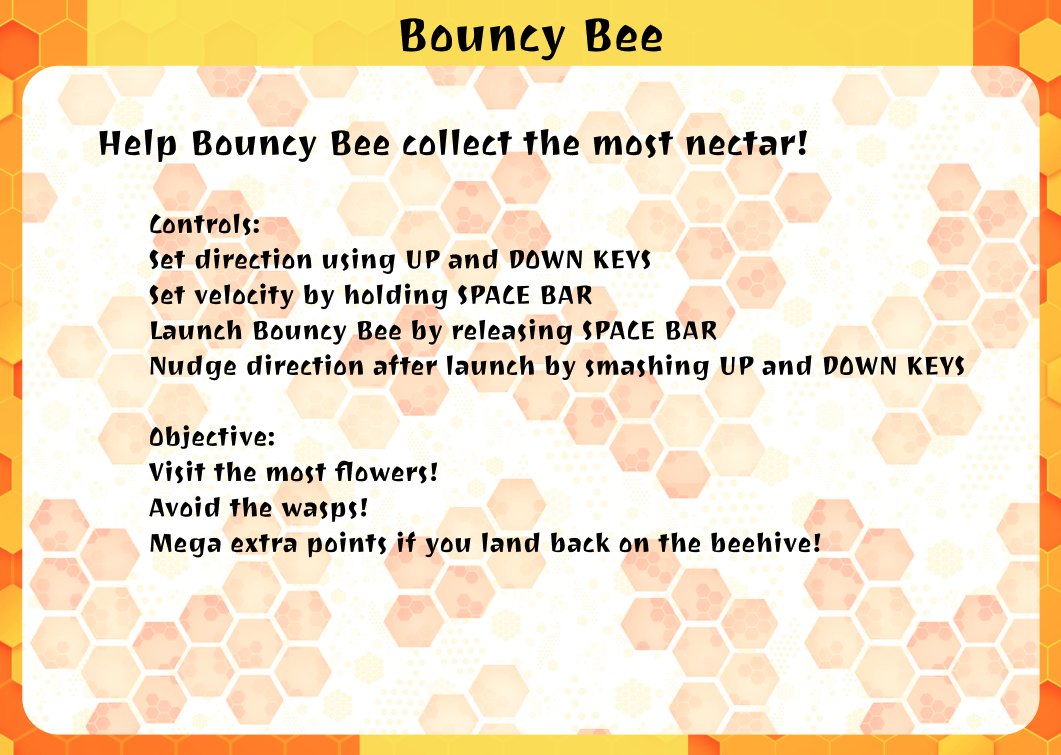 Bouncy Bee
Help Bouncy Bee collect the most nectar!
Controls:
Set direction using UP and DOWN KEYS
Set velocity by holding SPACE BAR
Launch Bouncy Bee by releasing SPACE BAR
Nudge direction after launch by smashing UP and DOWN KEYS
Objective:
Visit the most flowers!
Avoid the wasps!
Mega extra points if you land back on the beehive!